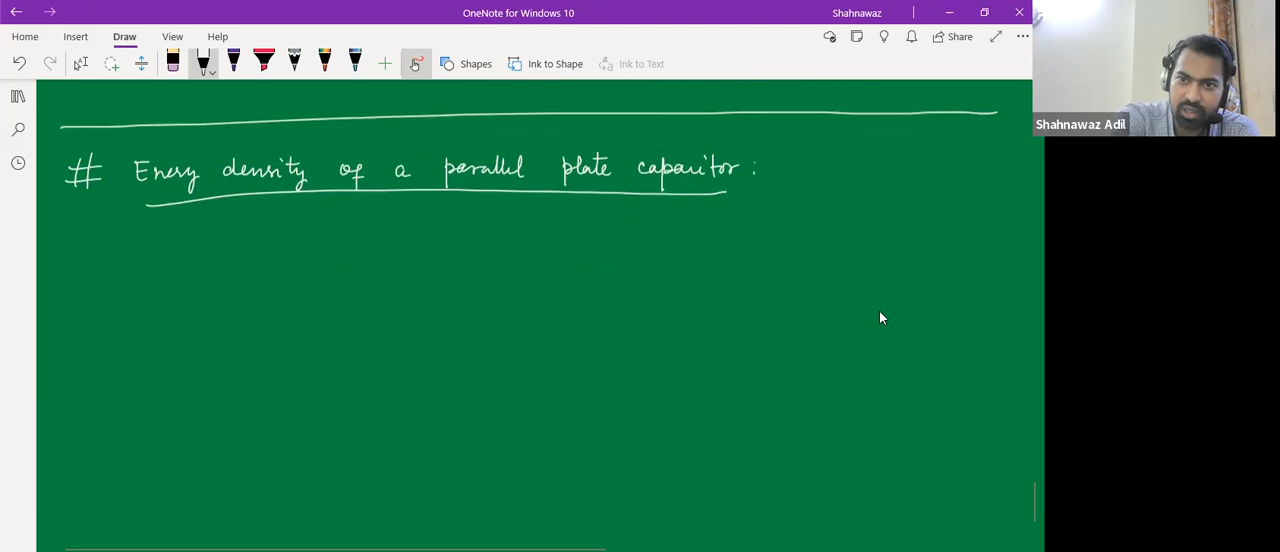 OneNote for Windows 10
Shahnawaz
Home Insert Draw View Help
Share
Shapes Ink to Shape Ink to Text
Shahnawaz Adil
# Enery density of a parallel plate capacitor :